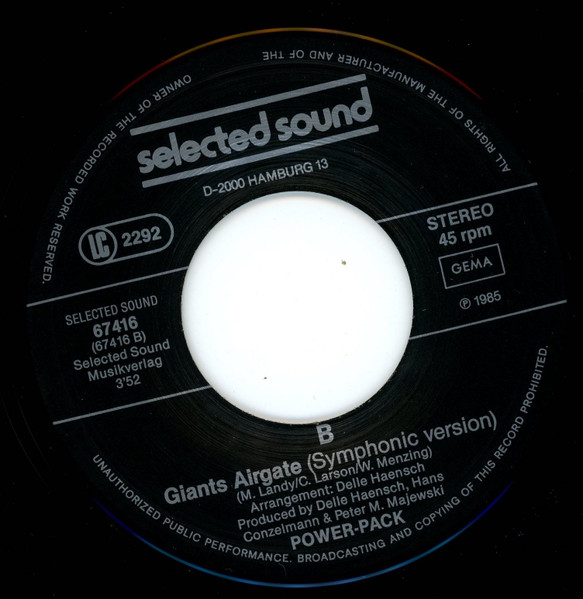 ALL RIGHTS OF THE MANUFACTURER AND OF THE OWNER OF THE RECORDED WORK RESERVED.
selected sound
D-2000 HAMBURG 13
LC 2292
STEREO
45 rpm
GEMA
℗ 1985
SELECTED SOUND
67416
(67416 B)
Selected Sound
Musikverlag
3'52
B
Giants Airgate (Symphonic version)
(M. Landy/C. Larson/W. Menzing)
Arrangement: Delle Haensch
Produced by Delle Haensch, Hans
Conzelmann & Peter M. Majewski
POWER-PACK
UNAUTHORIZED PUBLIC PERFORMANCE, BROADCASTING AND COPYING OF THIS RECORD PROHIBITED.